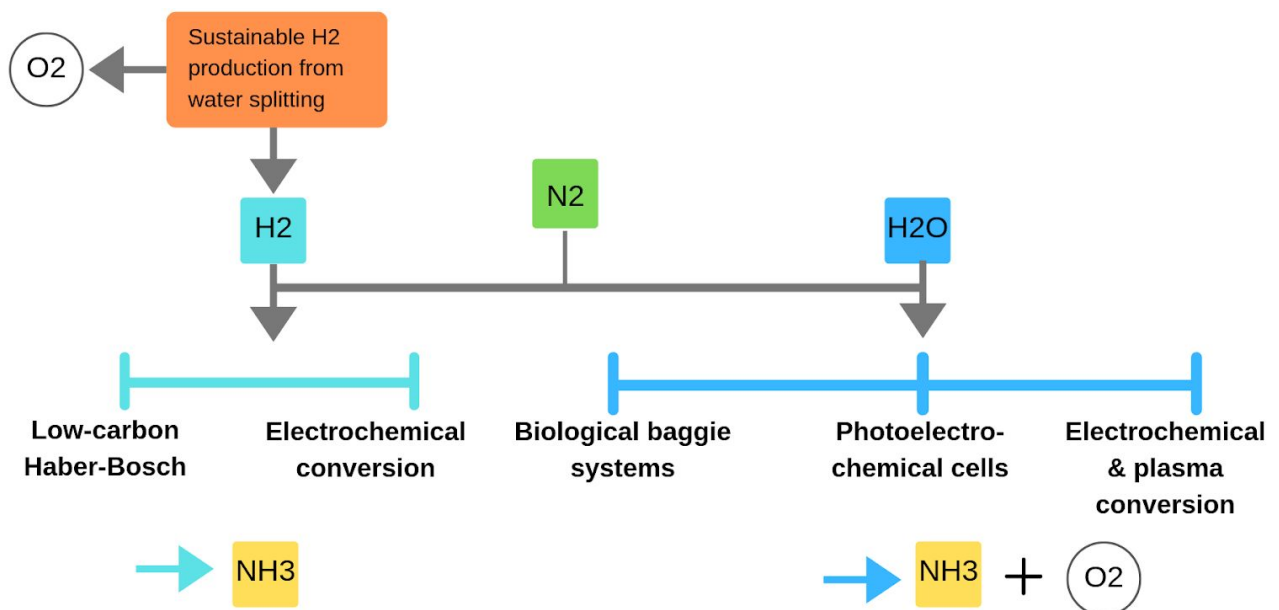 Sustainable H2
production from
water splitting
O2
N2
H2
H2O
Low-carbon
Haber-Bosch
Electrochemical
conversion
Biological baggie
systems
Photoelectro-
chemical cells
Electrochemical
& plasma
conversion
NH3
NH3
+
O2